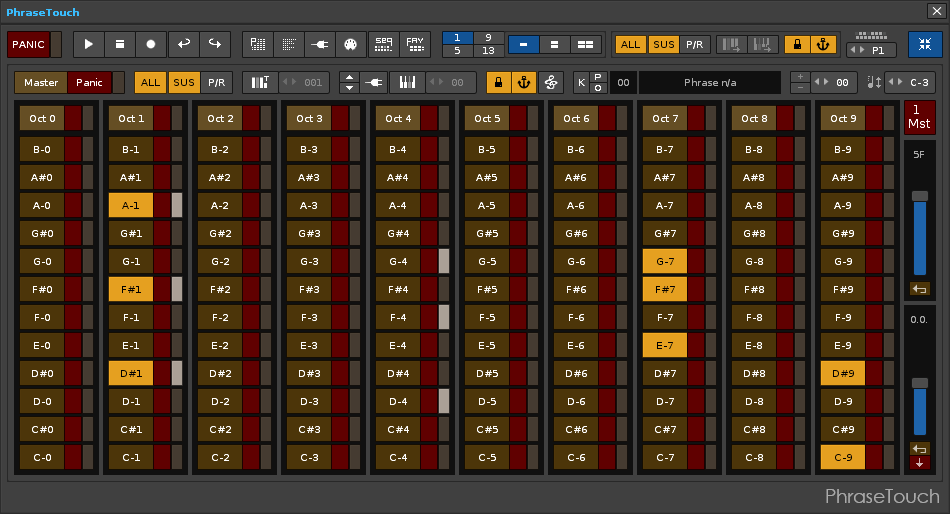 PhraseTouch
PANIC SEQ FAV 1 9 ALL SUS P/R P1
5 13
Master Panic ALL SUS P/R 001 00 K P 00 Phrase n/a + 00 C-3
O −
Oct 0 Oct 1 Oct 2 Oct 3 Oct 4 Oct 5 Oct 6 Oct 7 Oct 8 Oct 9 1
Mst
B-0 B-1 B-2 B-3 B-4 B-5 B-6 B-7 B-8 B-9 5F
A#0 A#1 A#2 A#3 A#4 A#5 A#6 A#7 A#8 A#9
A-0 A-1 A-2 A-3 A-4 A-5 A-6 A-7 A-8 A-9
G#0 G#1 G#2 G#3 G#4 G#5 G#6 G#7 G#8 G#9
G-0 G-1 G-2 G-3 G-4 G-5 G-6 G-7 G-8 G-9
F#0 F#1 F#2 F#3 F#4 F#5 F#6 F#7 F#8 F#9
F-0 F-1 F-2 F-3 F-4 F-5 F-6 F-7 F-8 F-9 0.0.
E-0 E-1 E-2 E-3 E-4 E-5 E-6 E-7 E-8 E-9
D#0 D#1 D#2 D#3 D#4 D#5 D#6 D#7 D#8 D#9
D-0 D-1 D-2 D-3 D-4 D-5 D-6 D-7 D-8 D-9
C#0 C#1 C#2 C#3 C#4 C#5 C#6 C#7 C#8 C#9
C-0 C-1 C-2 C-3 C-4 C-5 C-6 C-7 C-8 C-9
PhraseTouch